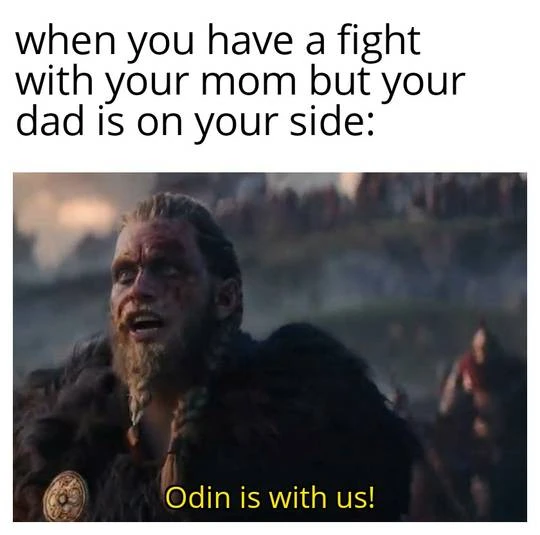 when you have a fight
with your mom but your
dad is on your side:
Odin is with us!